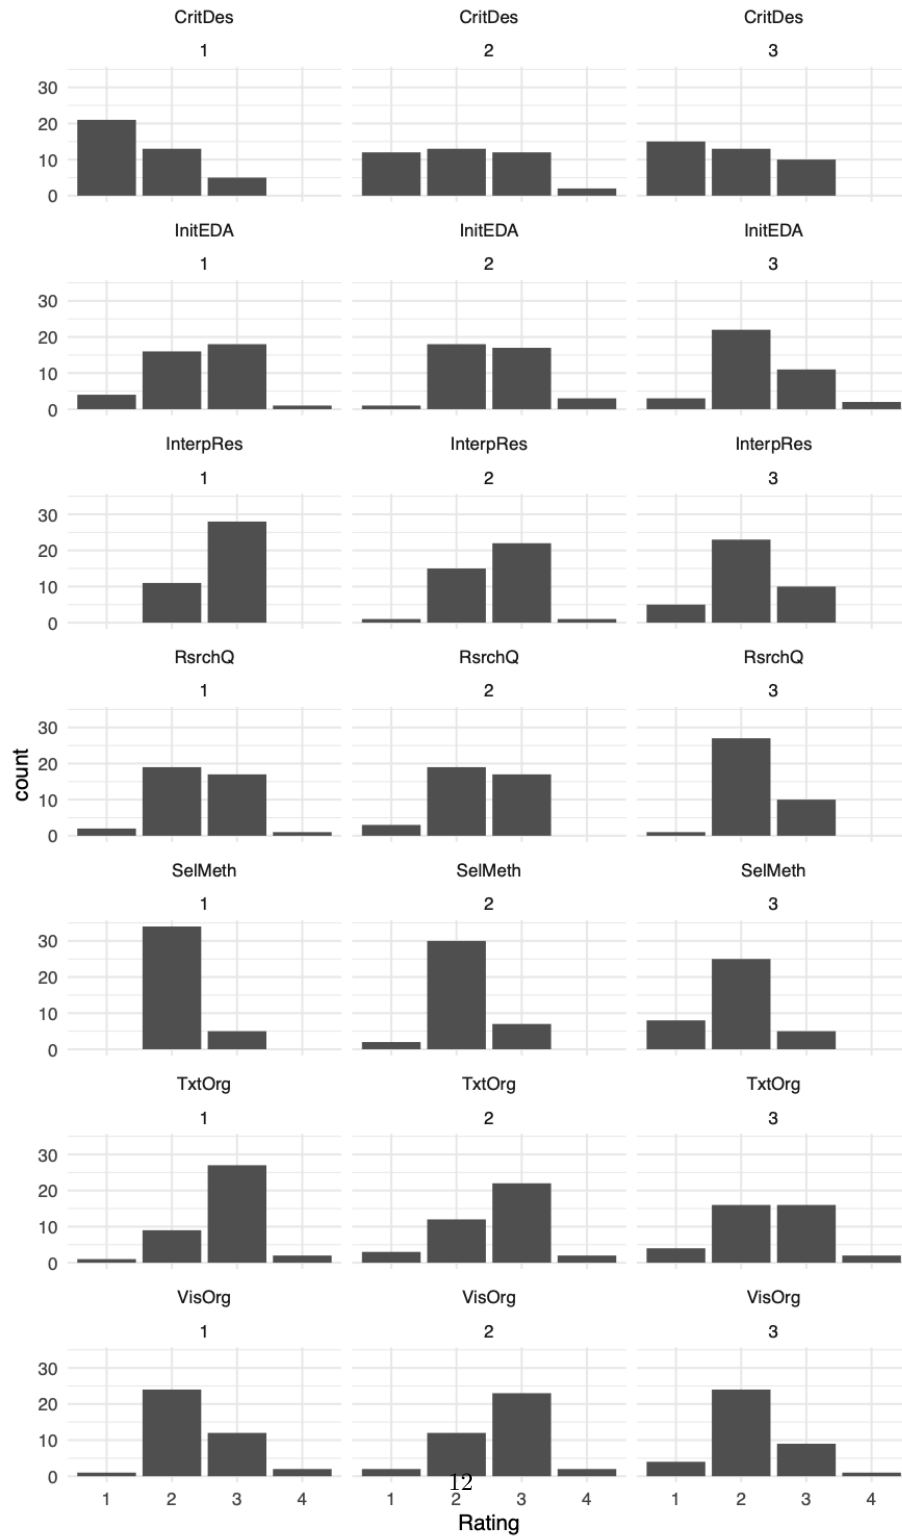 CritDes CritDes CritDes
1 2 3
30
20
10
0
InitEDA InitEDA InitEDA
1 2 3
30
20
10
0
InterpRes InterpRes InterpRes
1 2 3
30
20
10
0
RsrchQ RsrchQ RsrchQ
1 2 3
30
20
10
0
count
SelMeth SelMeth SelMeth
1 2 3
30
20
10
0
TxtOrg TxtOrg TxtOrg
1 2 3
30
20
10
0
VisOrg VisOrg VisOrg
1 2 3
30
20
10
0
12
1 2 3 4 1 2 3 4 1 2 3 4
Rating